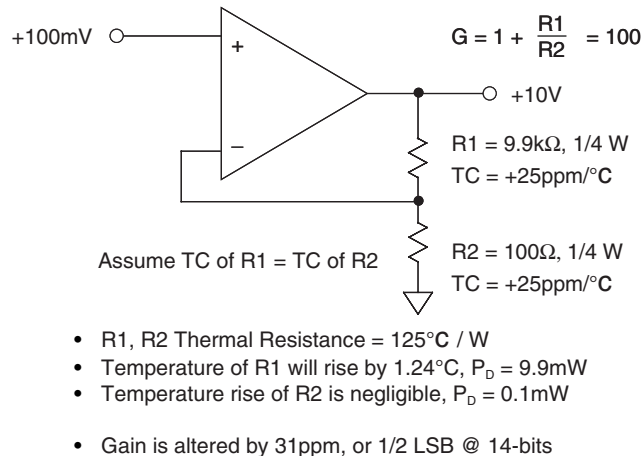 +100mV
+
−
G = 1 + R1/R2 = 100
+10V
R1 = 9.9kΩ, 1/4 W
TC = +25ppm/°C
Assume TC of R1 = TC of R2
R2 = 100Ω, 1/4 W
TC = +25ppm/°C
• R1, R2 Thermal Resistance = 125°C / W
• Temperature of R1 will rise by 1.24°C, PD = 9.9mW
• Temperature rise of R2 is negligible, PD = 0.1mW
• Gain is altered by 31ppm, or 1/2 LSB @ 14-bits